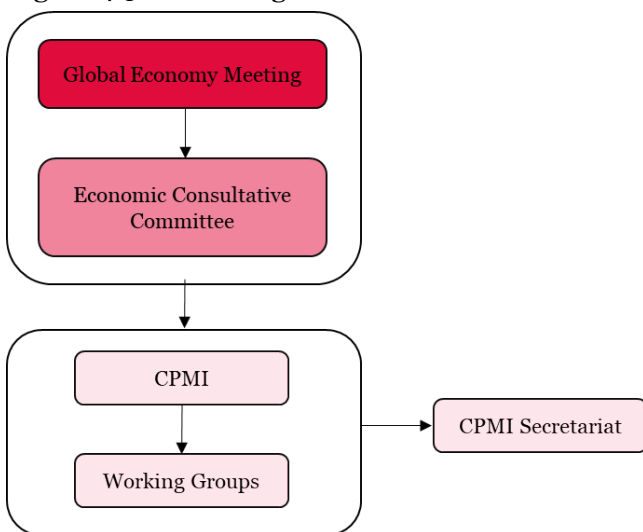 Global Economy Meeting
Economic Consultative
Committee
CPMI
CPMI Secretariat
Working Groups